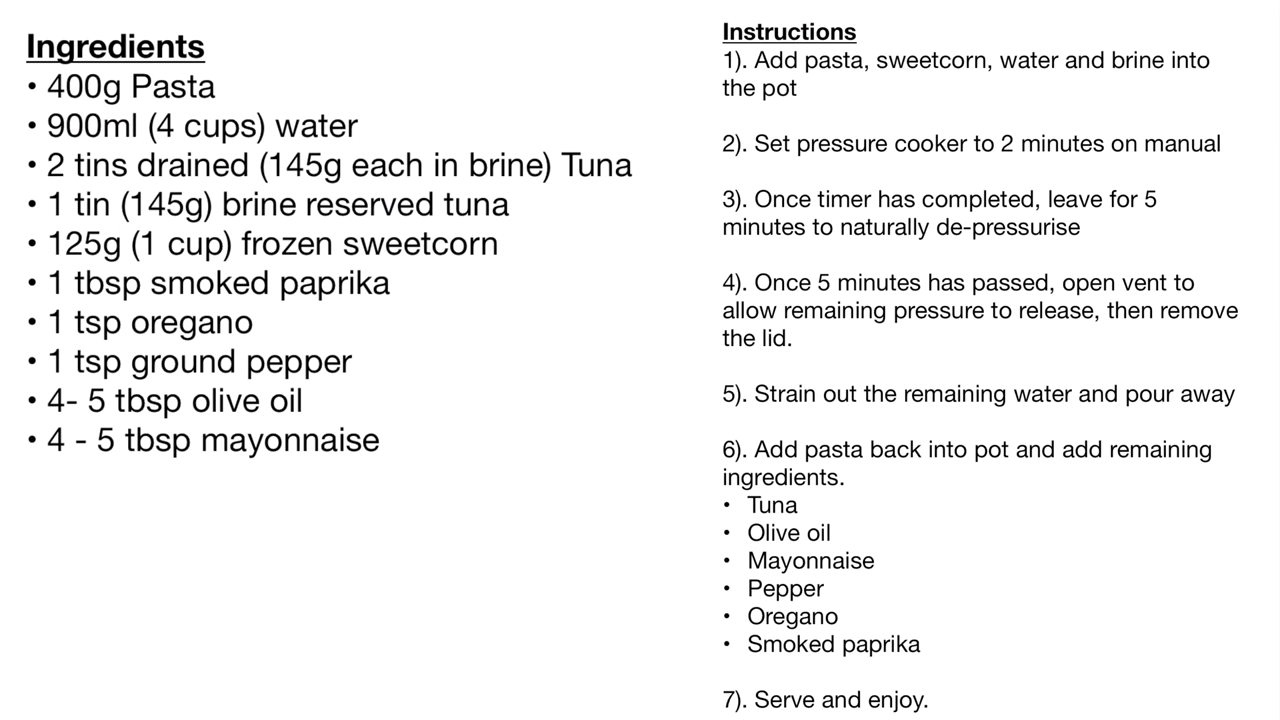 Ingredients
• 400g Pasta
• 900ml (4 cups) water
• 2 tins drained (145g each in brine) Tuna
• 1 tin (145g) brine reserved tuna
• 125g (1 cup) frozen sweetcorn
• 1 tbsp smoked paprika
• 1 tsp oregano
• 1 tsp ground pepper
• 4- 5 tbsp olive oil
• 4 - 5 tbsp mayonnaise
Instructions
1). Add pasta, sweetcorn, water and brine into
the pot
2). Set pressure cooker to 2 minutes on manual
3). Once timer has completed, leave for 5
minutes to naturally de-pressurise
4). Once 5 minutes has passed, open vent to
allow remaining pressure to release, then remove
the lid.
5). Strain out the remaining water and pour away
6). Add pasta back into pot and add remaining
ingredients.
• Tuna
• Olive oil
• Mayonnaise
• Pepper
• Oregano
• Smoked paprika
7). Serve and enjoy.